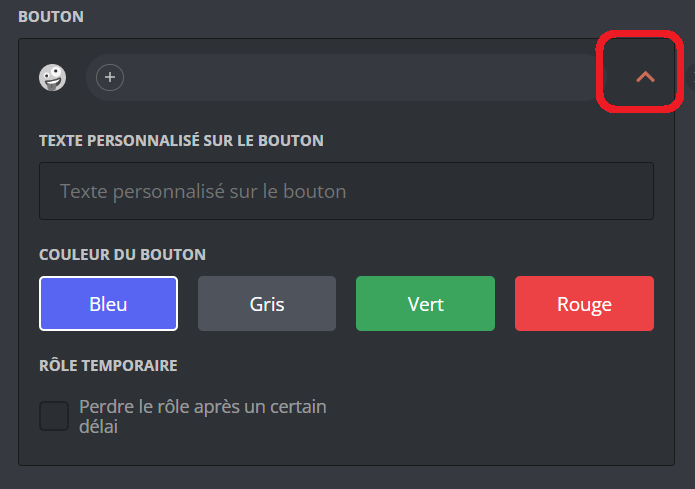 BOUTON
TEXTE PERSONNALISÉ SUR LE BOUTON
Texte personnalisé sur le bouton
COULEUR DU BOUTON
Bleu
Gris
Vert
Rouge
RÔLE TEMPORAIRE
Perdre le rôle après un certain
délai